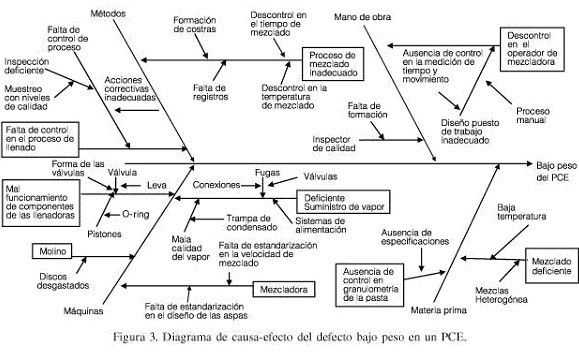 Métodos
Falta de
control de
proceso
Inspección
deficiente
Muestreo
con niveles
de calidad
Acciones
correctivas
inadecuadas
Falta de control
en el proceso de
llenado
Formación
de costras
Descontrol en
el tiempo de
mezclado
Proceso de
mezclado
inadecuado
Falta de
registros
Descontrol en la
temperatura
de mezclado
Mano de obra
Descontrol
en el
operador de
mezcladora
Ausencia de control
en la medición de
tiempo y
movimiento
Proceso
manual
Diseño puesto
de trabajo
inadecuado
Falta de
formación
Inspector
de calidad
Bajo peso
del PCE
Forma de las
válvulas
Válvula
Leva
Mal
funcionamiento
de componentes
de las llenadoras
O-ring
Pistones
Conexiones
Fugas
Válvulas
Deficiente
Suministro de vapor
Trampa de
condensado
Sistemas de
alimentación
Mala
calidad
del vapor
Molino
Discos
desgastados
Falta de estandarización
en la velocidad de
mezclado
Mezcladora
Falta de estandarización
en el diseño de las aspas
Máquinas
Ausencia de
especificaciones
Ausencia de
control en
granulometría
de la pasta
Baja
temperatura
Mezclado
deficiente
Mezclas
Heterogénea
Materia prima
Figura 3. Diagrama de causa-efecto del defecto bajo peso en un PCE.